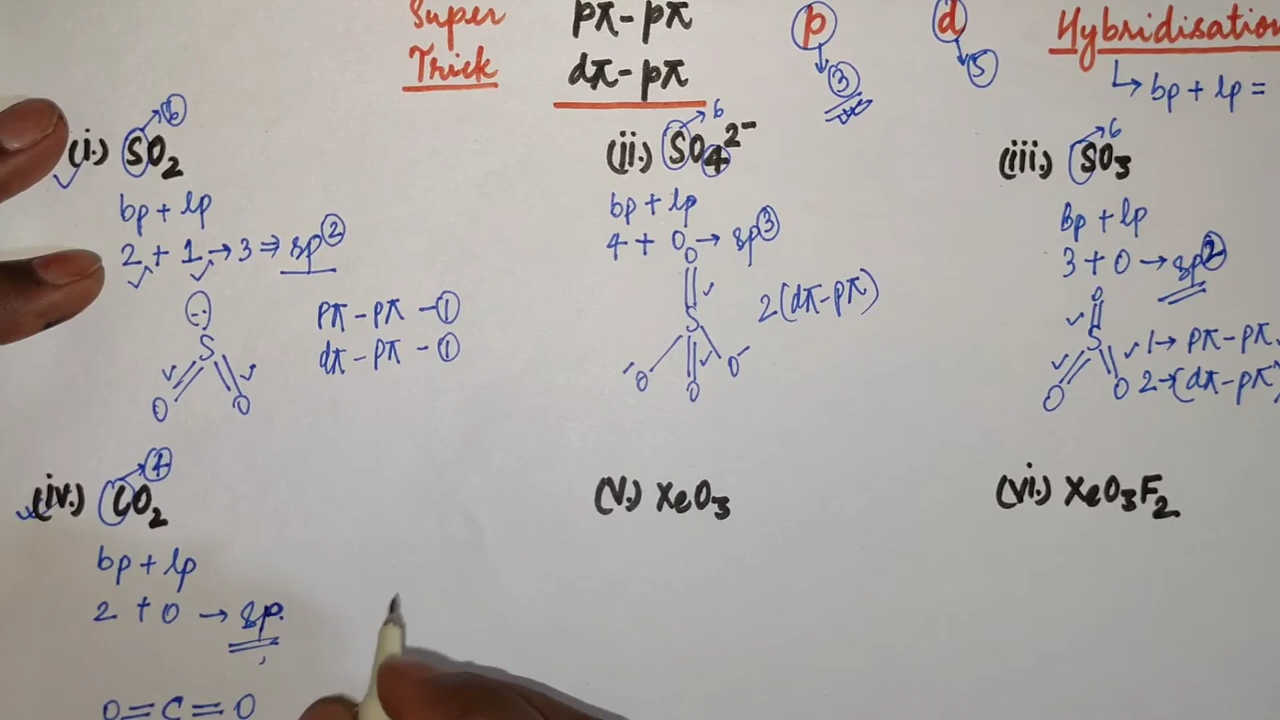 Super Trick
pπ-pπ
dπ-pπ
p
3
d
5
Hybridisation
↳ bp + lp =
(i.) SO₂
6
bp + lp
2 + 1 → 3 ⇒ sp²
S
O O
pπ-pπ - 1
dπ-pπ - 1
(ii.) SO₄²⁻
6
bp + lp
4 + 0 → sp³
O
S
⁻O O O⁻
2(dπ-pπ)
(iii.) SO₃
6
Bp + lp
3 + 0 → sp²
O
S
O O
1 → pπ-pπ
2 → (dπ-pπ)
(iv.) CO₂
4
bp + lp
2 + 0 → sp.
O=C=O
(v.) XeO₃
(vi.) XeO₃F₂